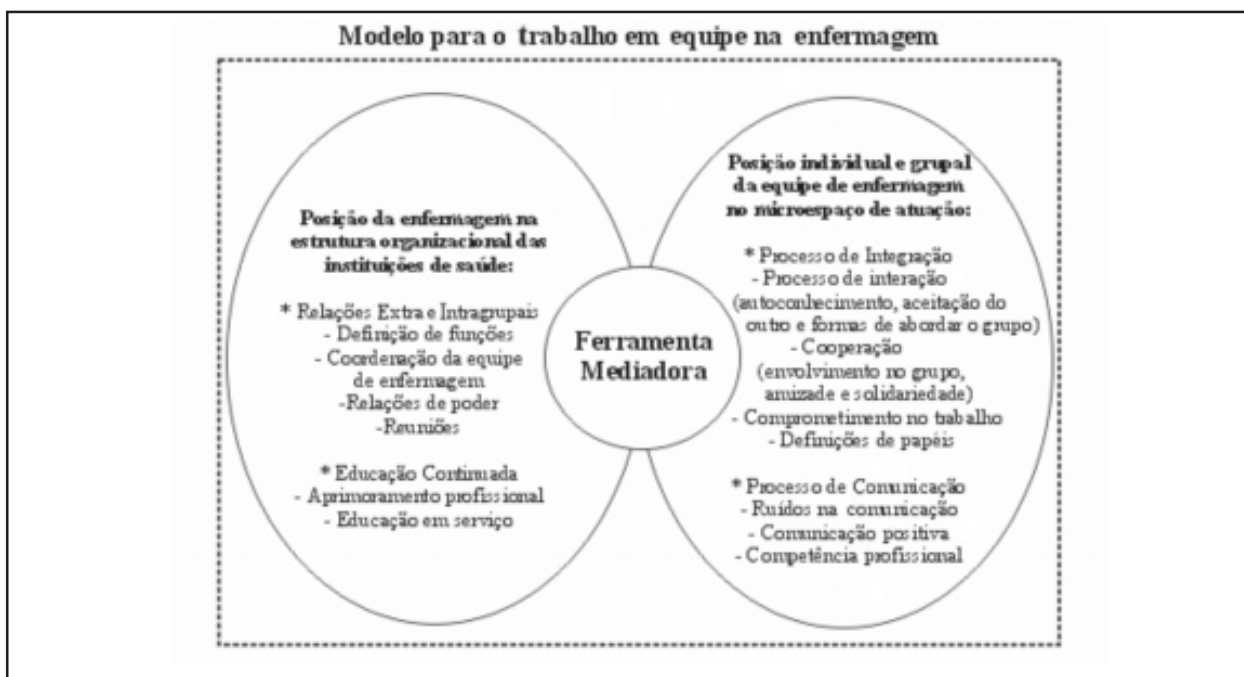 Modelo para o trabalho em equipe na enfermagem
Posição da enfermagem na
estrutura organizacional das
instituições de saúde:
* Relações Extra e Intragrupais
- Definição de funções
- Coordenação da equipe
de enfermagem
-Relações de poder
-Reuniões
* Educação Continuada
- Aprimoramento profissional
- Educação em serviço
Ferramenta
Mediadora
Posição individual e grupal
da equipe de enfermagem
no microespaço de atuação:
* Processo de Integração
- Processo de interação
(autoconhecimento, aceitação do
outro e formas de abordar o grupo)
- Cooperação
(envolvimento no grupo,
amizade e solidariedade)
- Comprometimento no trabalho
- Definições de papéis
* Processo de Comunicação
- Ruídos na comunicação
- Comunicação positiva
- Competência profissional